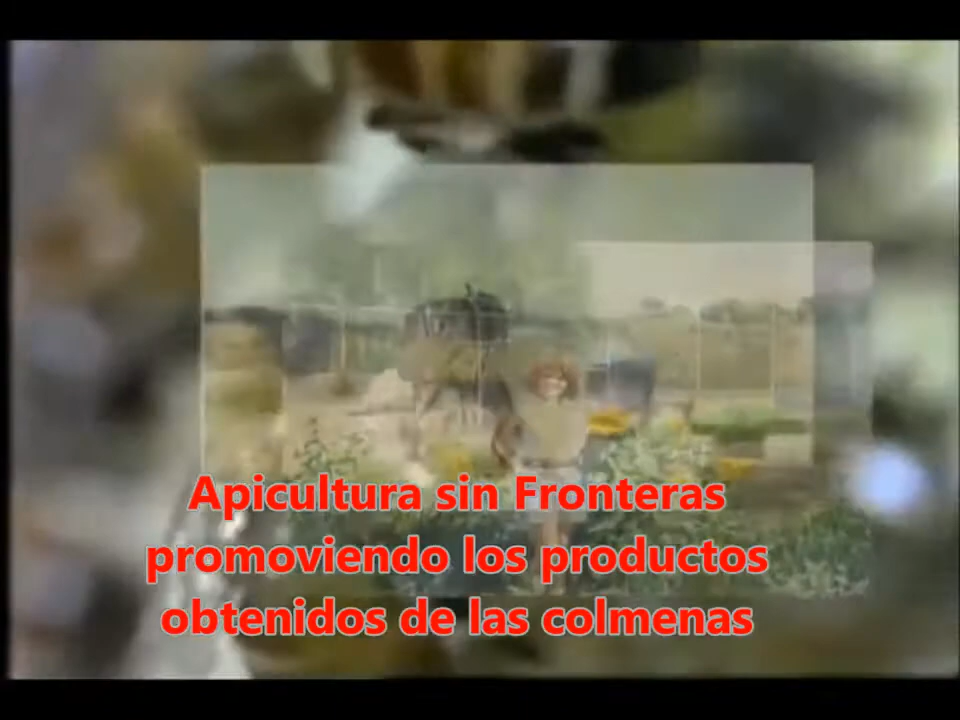 Apicultura sin Fronteras
promoviendo los productos
obtenidos de las colmenas